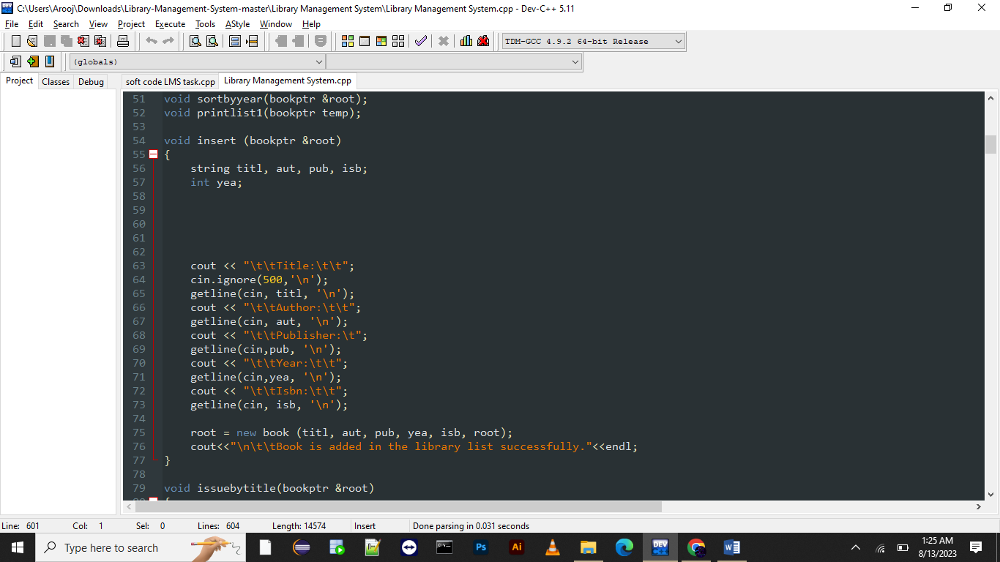 C:\Users\Arooj\Downloads\Library-Management-System-master\Library Management System\Library Management System.cpp - Dev-C++ 5.11
File Edit Search View Project Execute Tools AStyle Window Help
TDM-GCC 4.9.2 64-bit Release
(globals)
Project Classes Debug soft code LMS task.cpp Library Management System.cpp
51 void sortbyyear(bookptr &root);
52 void printlist1(bookptr temp);
53
54 void insert (bookptr &root)
55 {
56 string titl, aut, pub, isb;
57 int yea;
58
59
60
61
62
63 cout << "\t\tTitle:\t\t";
64 cin.ignore(500,'\n');
65 getline(cin, titl, '\n');
66 cout << "\t\tAuthor:\t\t";
67 getline(cin, aut, '\n');
68 cout << "\t\tPublisher:\t";
69 getline(cin,pub, '\n');
70 cout << "\t\tYear:\t\t";
71 getline(cin,yea, '\n');
72 cout << "\t\tIsbn:\t\t";
73 getline(cin, isb, '\n');
74
75 root = new book (titl, aut, pub, yea, isb, root);
76 cout<<"\n\t\tBook is added in the library list successfully."<<endl;
77 }
78
79 void issuebytitle(bookptr &root)
Line: 601 Col: 1 Sel: 0 Lines: 604 Length: 14574 Insert Done parsing in 0.031 seconds
Type here to search
DEV
Ps
Ai
1:25 AM
8/13/2023